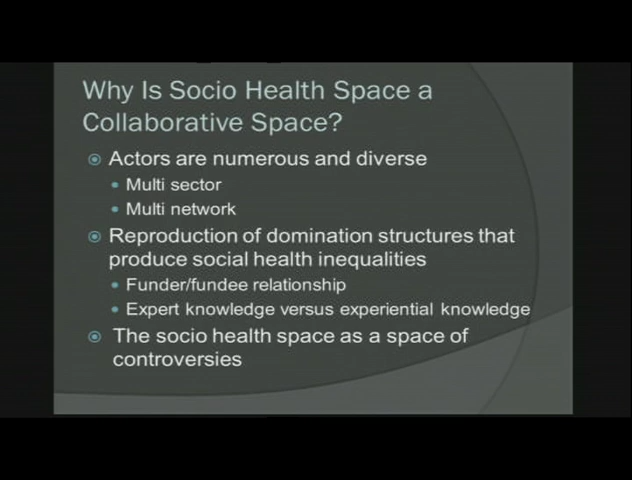 Why Is Socio Health Space a
Collaborative Space?
Actors are numerous and diverse
Multi sector
Multi network
Reproduction of domination structures that
produce social health inequalities
Funder/fundee relationship
Expert knowledge versus experiential knowledge
The socio health space as a space of
controversies